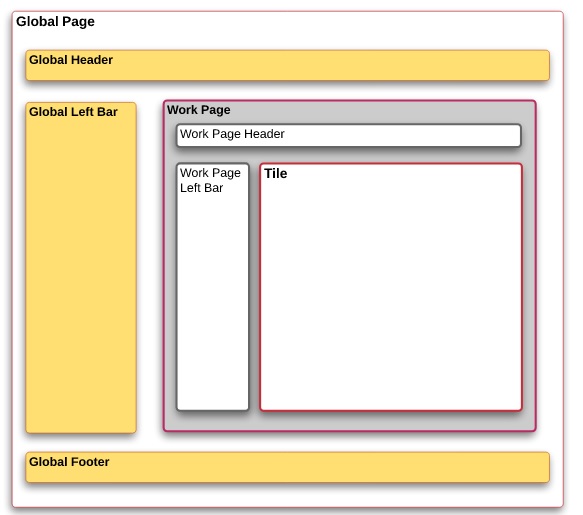 Global Page
Global Header
Global Left Bar
Work Page
Work Page Header
Work Page
Left Bar
Tile
Global Footer